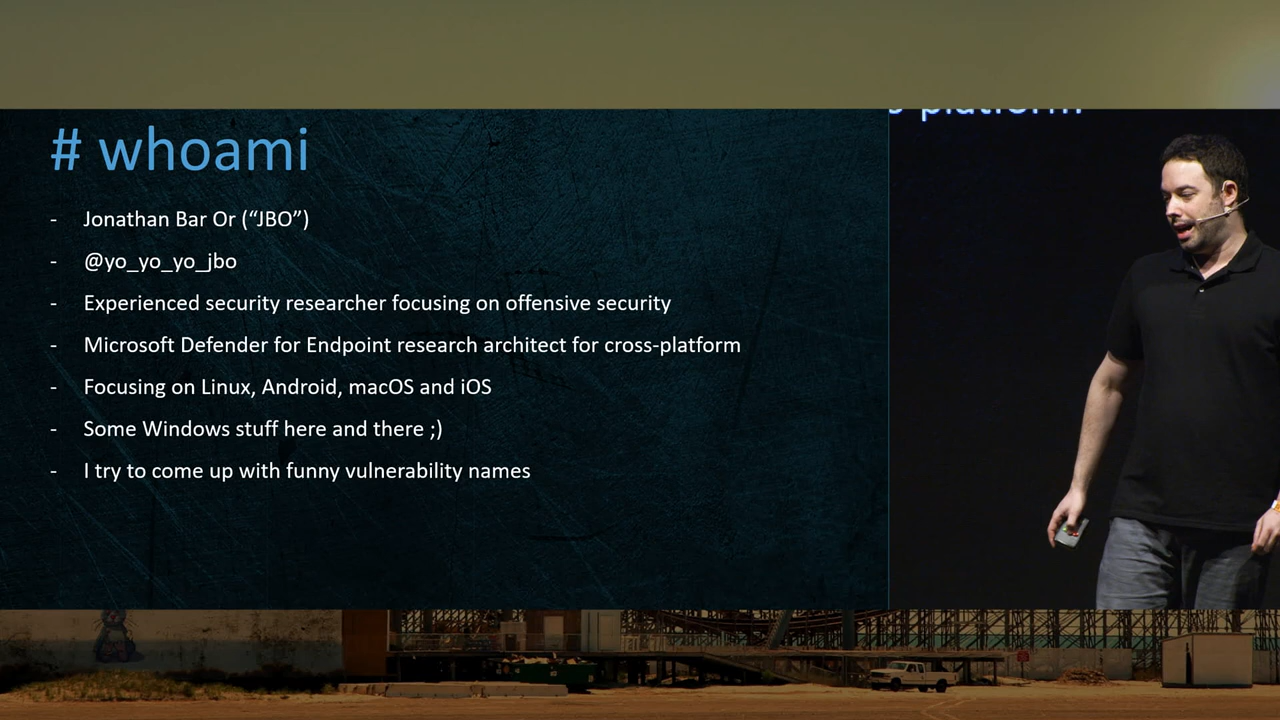 # whoami
- Jonathan Bar Or (“JBO”)
- @yo_yo_yo_jbo
- Experienced security researcher focusing on offensive security
- Microsoft Defender for Endpoint research architect for cross-platform
- Focusing on Linux, Android, macOS and iOS
- Some Windows stuff here and there ;)
- I try to come up with funny vulnerability names
platform